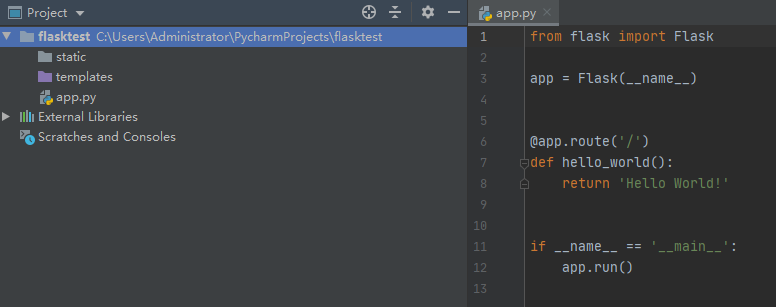 Project
flasktest C:\Users\Administrator\PycharmProjects\flasktest
static
templates
app.py
External Libraries
Scratches and Consoles
app.py
1 from flask import Flask
2
3 app = Flask(__name__)
4
5
6 @app.route('/')
7 def hello_world():
8     return 'Hello World!'
9
10
11 if __name__ == '__main__':
12     app.run()
13